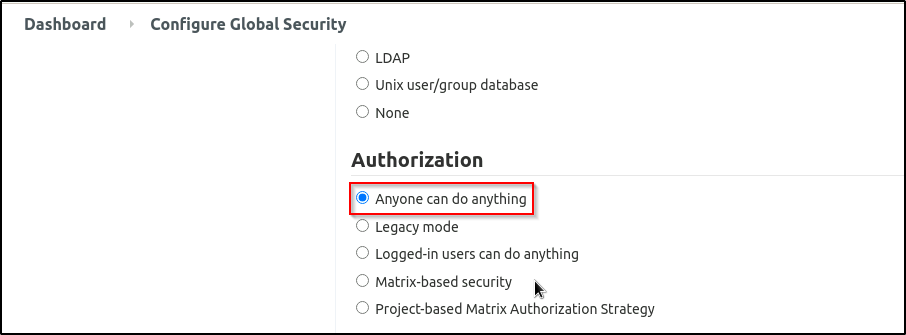 Dashboard Configure Global Security
LDAP
Unix user/group database
None
Authorization
Anyone can do anything
Legacy mode
Logged-in users can do anything
Matrix-based security
Project-based Matrix Authorization Strategy